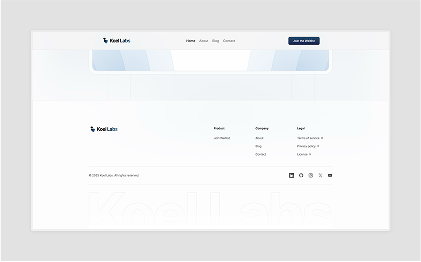 Koel Labs
Home About Blog Contact
Join the Waitlist
Koel Labs
Product Company Legal
Join Waitlist About Terms of service
Blog Privacy policy
Contact License
© 2025 Koel Labs. All rights reserved.
Koel Labs